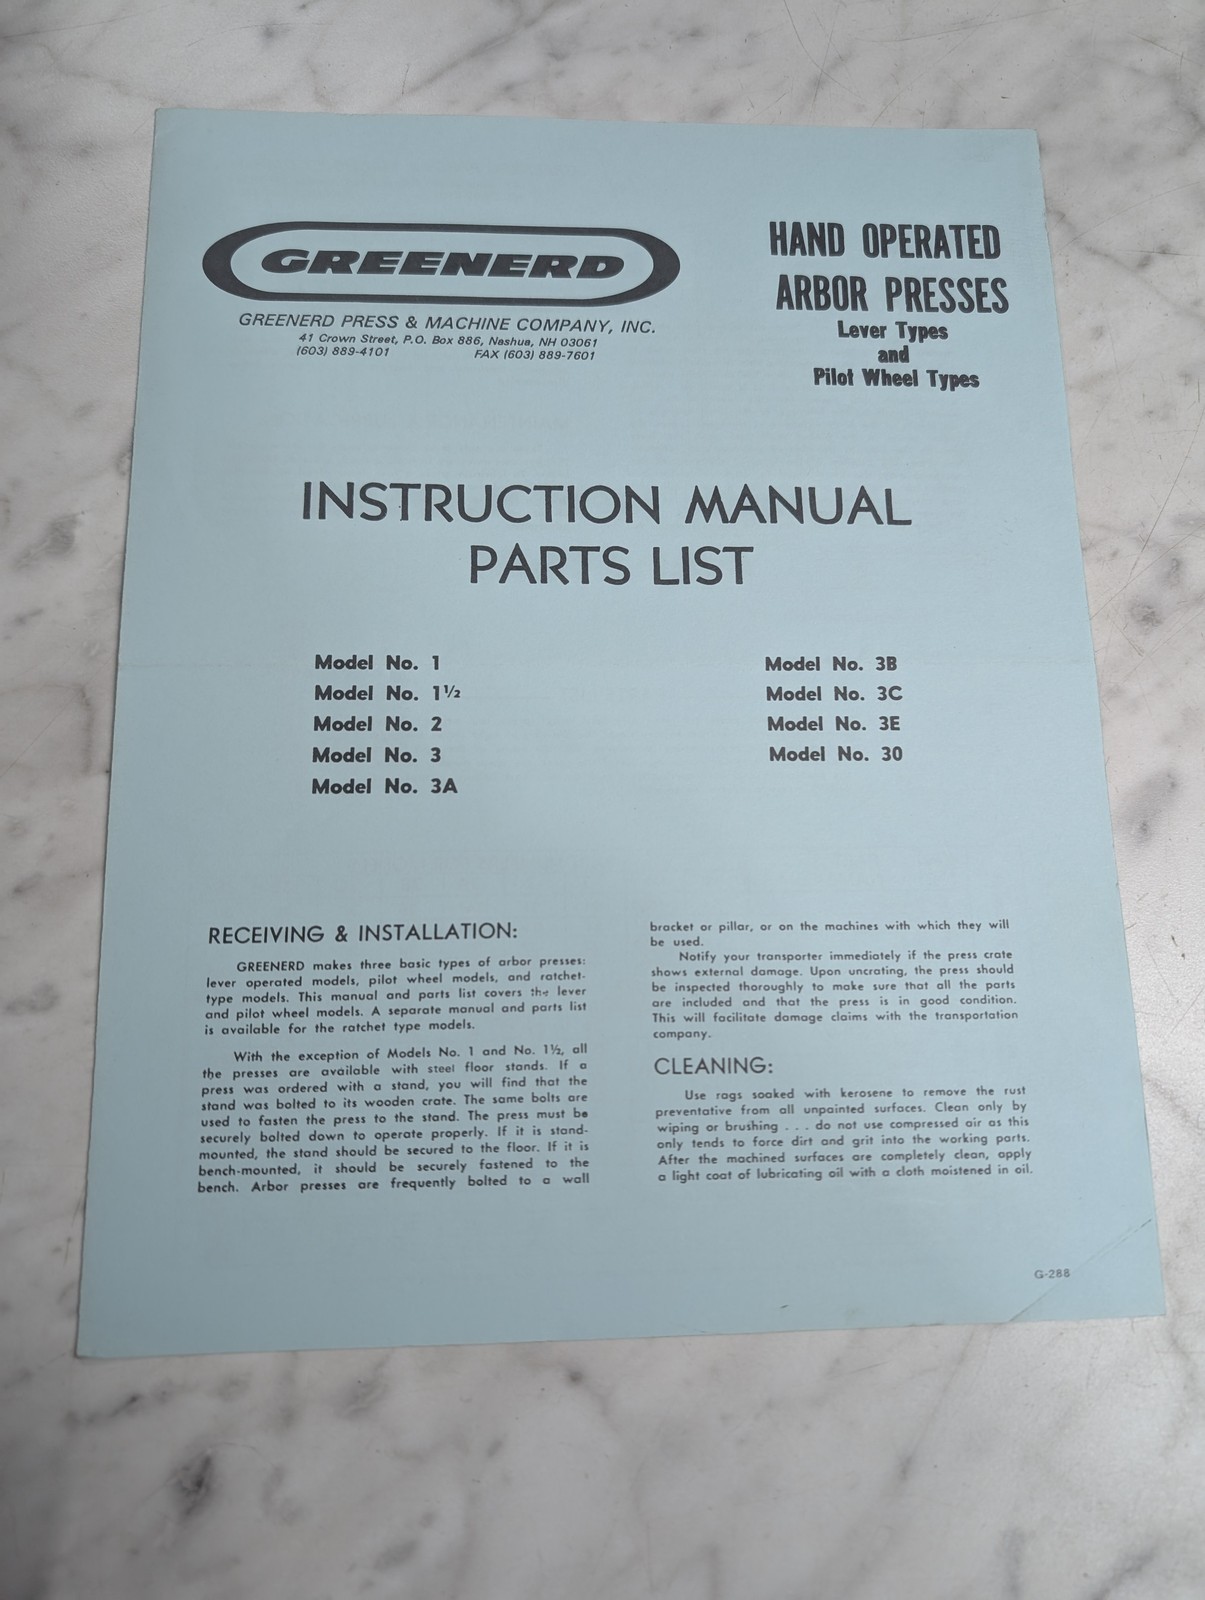 GREENERD
GREENERD PRESS & MACHINE COMPANY, INC.
41 Crown Street, P.O. Box 886, Nashua, NH 03061
(603) 889-4101 FAX (603) 889-7601
HAND OPERATED
ARBOR PRESSES
Lever Types
and
Pilot Wheel Types
INSTRUCTION MANUAL
PARTS LIST
Model No. 1
Model No. 1½
Model No. 2
Model No. 3
Model No. 3A
Model No. 3B
Model No. 3C
Model No. 3E
Model No. 30
RECEIVING & INSTALLATION:
GREENERD makes three basic types of arbor presses:
lever operated models, pilot wheel models, and ratchet-
type models. This manual and parts list covers the lever
and pilot wheel models. A separate manual and parts list
is available for the ratchet type models.
With the exception of Models No. 1 and No. 1½, all
the presses are available with steel floor stands. If a
press was ordered with a stand, you will find that the
stand was bolted to its wooden crate. The same bolts are
used to fasten the press to the stand. The press must be
securely bolted down to operate properly. If it is stand-
mounted, the stand should be secured to the floor. If it is
bench-mounted, it should be securely fastened to the
bench. Arbor presses are frequently bolted to a wall
bracket or pillar, or on the machines with which they will
be used.
Notify your transporter immediately if the press crate
shows external damage. Upon uncrating, the press should
be inspected thoroughly to make sure that all the parts
are included and that the press is in good condition.
This will facilitate damage claims with the transportation
company.
CLEANING:
Use rags soaked with kerosene to remove the rust
preventative from all unpainted surfaces. Clean only by
wiping or brushing . . . do not use compressed air as this
only tends to force dirt and grit into the working parts.
After the machined surfaces are completely clean, apply
a light coat of lubricating oil with a cloth moistened in oil.
G-288